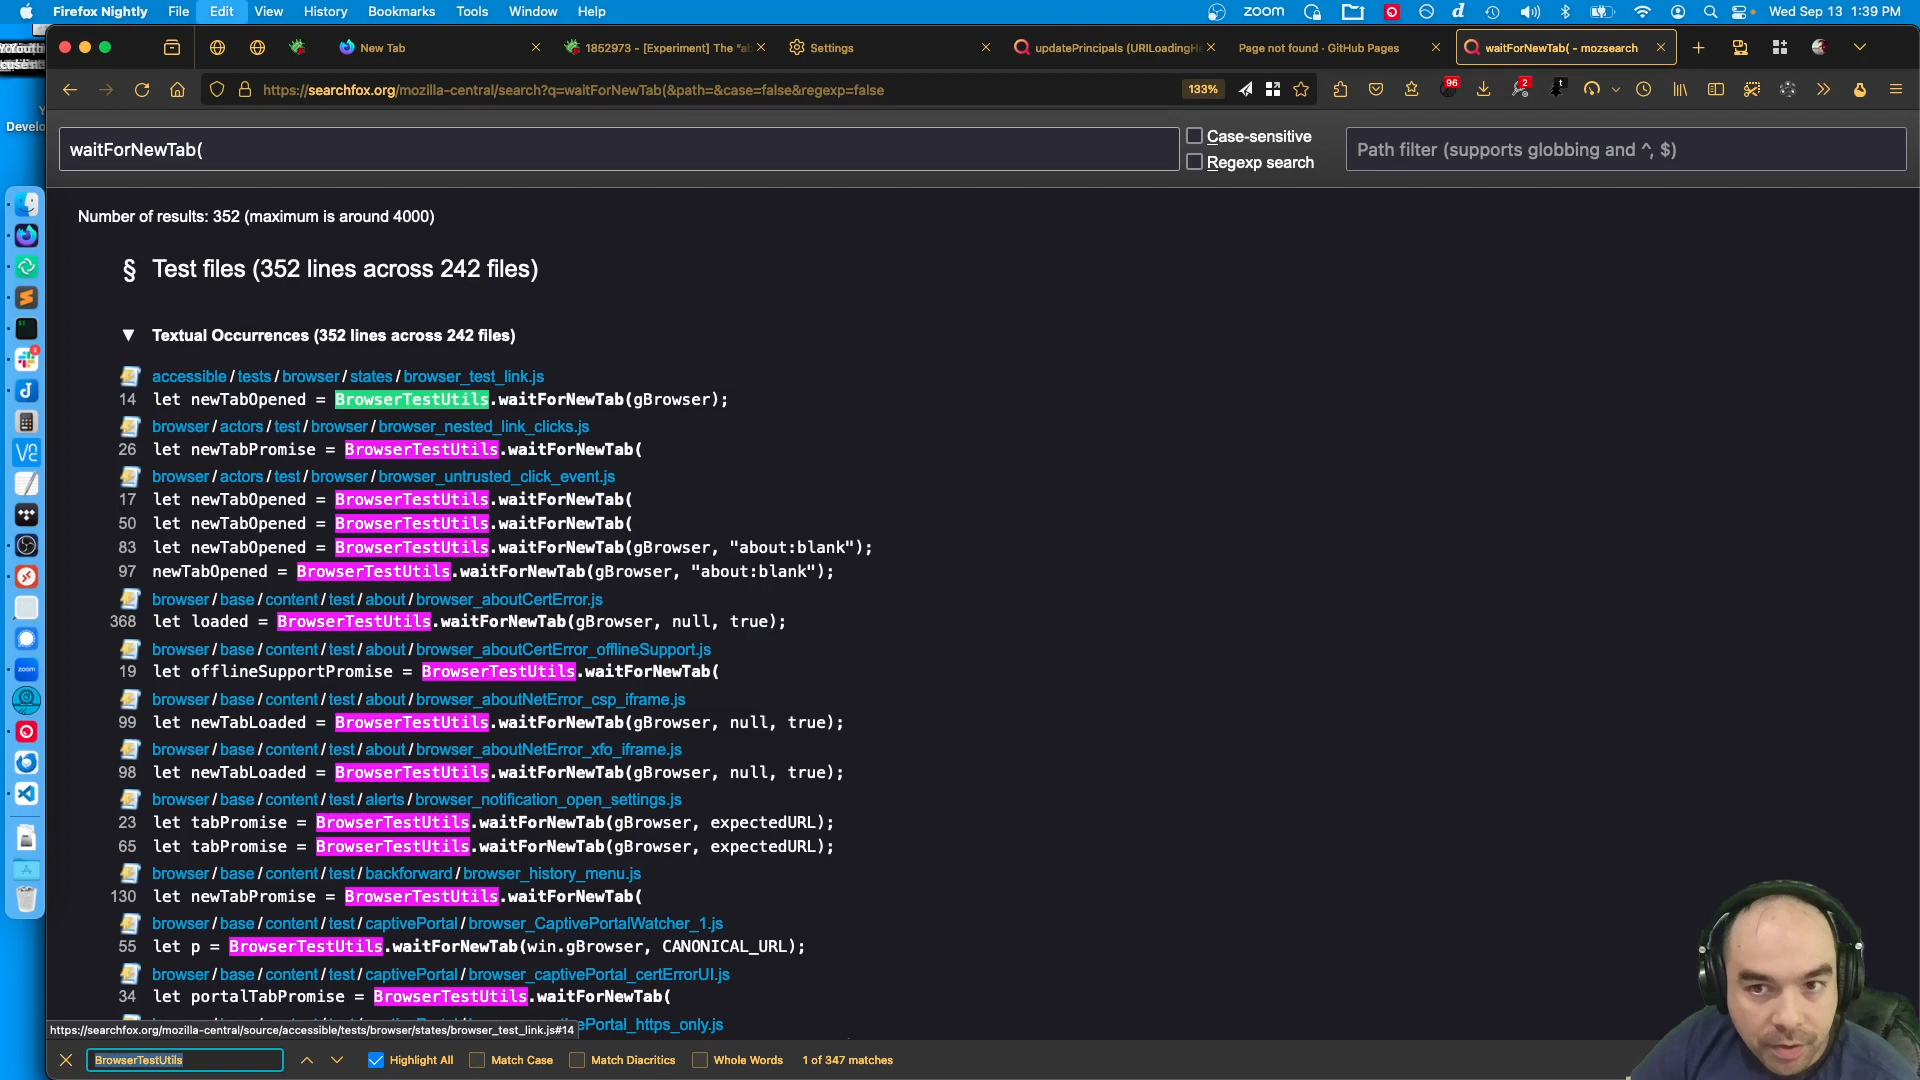 Firefox Nightly File Edit View History Bookmarks Tools Window Help zoom Wed Sep 13 1:39 PM
New Tab 1852973 - [Experiment] The "ab Settings updatePrincipals (URILoadingHe Page not found · GitHub Pages waitForNewTab( - mozsearch
https://searchfox.org/mozilla-central/search?q=waitForNewTab(&path=&case=false&regexp=false 133% 96 2
Develo
waitForNewTab( Case-sensitive Path filter (supports globbing and ^, $)
Regexp search
Number of results: 352 (maximum is around 4000)
§ Test files (352 lines across 242 files)
▼ Textual Occurrences (352 lines across 242 files)
accessible / tests / browser / states / browser_test_link.js
14 let newTabOpened = BrowserTestUtils.waitForNewTab(gBrowser);
browser / actors / test / browser / browser_nested_link_clicks.js
26 let newTabPromise = BrowserTestUtils.waitForNewTab(
browser / actors / test / browser / browser_untrusted_click_event.js
17 let newTabOpened = BrowserTestUtils.waitForNewTab(
50 let newTabOpened = BrowserTestUtils.waitForNewTab(
83 let newTabOpened = BrowserTestUtils.waitForNewTab(gBrowser, "about:blank");
97 newTabOpened = BrowserTestUtils.waitForNewTab(gBrowser, "about:blank");
browser / base / content / test / about / browser_aboutCertError.js
368 let loaded = BrowserTestUtils.waitForNewTab(gBrowser, null, true);
browser / base / content / test / about / browser_aboutCertError_offlineSupport.js
19 let offlineSupportPromise = BrowserTestUtils.waitForNewTab(
browser / base / content / test / about / browser_aboutNetError_csp_iframe.js
99 let newTabLoaded = BrowserTestUtils.waitForNewTab(gBrowser, null, true);
browser / base / content / test / about / browser_aboutNetError_xfo_iframe.js
98 let newTabLoaded = BrowserTestUtils.waitForNewTab(gBrowser, null, true);
browser / base / content / test / alerts / browser_notification_open_settings.js
23 let tabPromise = BrowserTestUtils.waitForNewTab(gBrowser, expectedURL);
65 let tabPromise = BrowserTestUtils.waitForNewTab(gBrowser, expectedURL);
browser / base / content / test / backforward / browser_history_menu.js
130 let newTabPromise = BrowserTestUtils.waitForNewTab(
browser / base / content / test / captivePortal / browser_CaptivePortalWatcher_1.js
55 let p = BrowserTestUtils.waitForNewTab(win.gBrowser, CANONICAL_URL);
browser / base / content / test / captivePortal / browser_captivePortal_certErrorUI.js
34 let portalTabPromise = BrowserTestUtils.waitForNewTab(
ePortal_https_only.js
https://searchfox.org/mozilla-central/source/accessible/tests/browser/states/browser_test_link.js#14
BrowserTestUtils Highlight All Match Case Match Diacritics Whole Words 1 of 347 matches